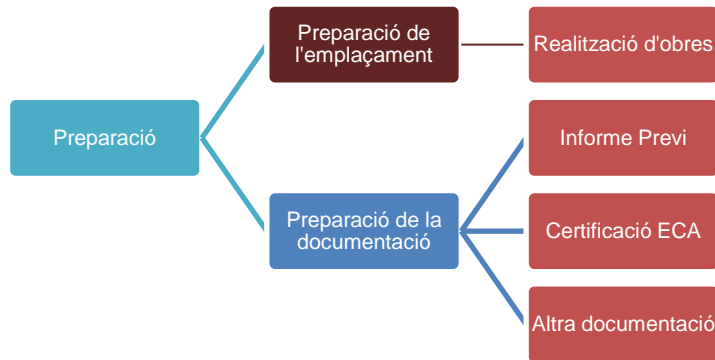 Preparació
Preparació de
l'emplaçament
Realització d'obres
Preparació de la
documentació
Informe Previ
Certificació ECA
Altra documentació